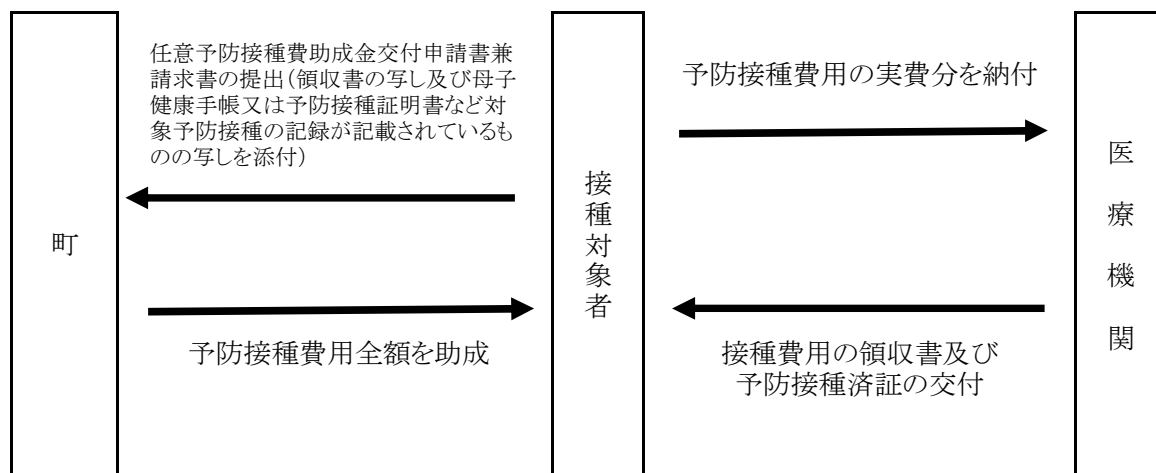 町
任意予防接種費助成金交付申請書兼
請求書の提出（領収書の写し及び母子
健康手帳又は予防接種証明書など対
象予防接種の記録が記載されているも
のの写しを添付）
予防接種費用全額を助成
接種対象者
予防接種費用の実費分を納付
接種費用の領収書及び
予防接種済証の交付
医療機関